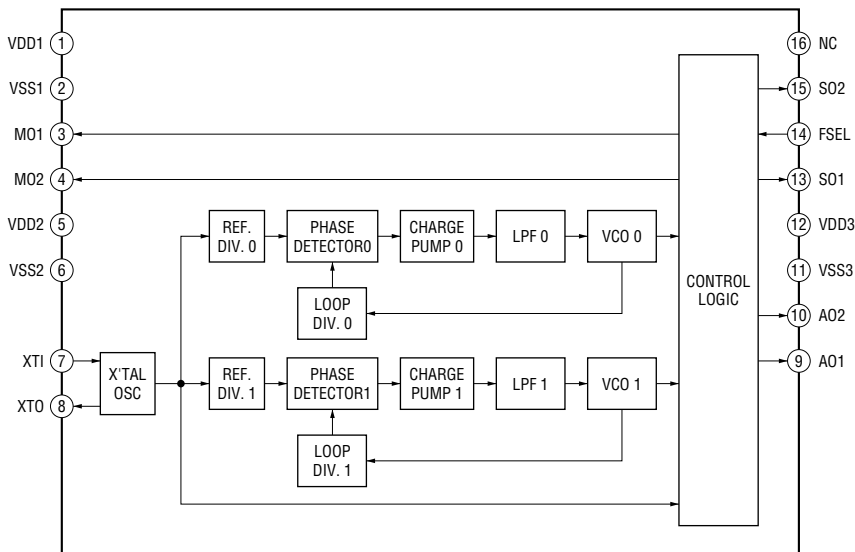 VDD1 1
VSS1 2
MO1 3
MO2 4
VDD2 5
VSS2 6
XTI 7
XTO 8
16 NC
15 SO2
14 FSEL
13 SO1
12 VDD3
11 VSS3
10 AO2
9 AO1
X'TAL
OSC
REF.
DIV. 0
PHASE
DETECTOR0
CHARGE
PUMP 0
LPF 0
VCO 0
LOOP
DIV. 0
REF.
DIV. 1
PHASE
DETECTOR1
CHARGE
PUMP 1
LPF 1
VCO 1
LOOP
DIV. 1
CONTROL
LOGIC